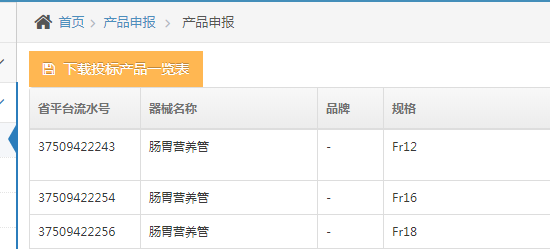 首页 > 产品申报 > 产品申报
下载投标产品一览表
省平台流水号 器械名称 品牌 规格
37509422243 肠胃营养管 - Fr12
37509422254 肠胃营养管 - Fr16
37509422256 肠胃营养管 - Fr18